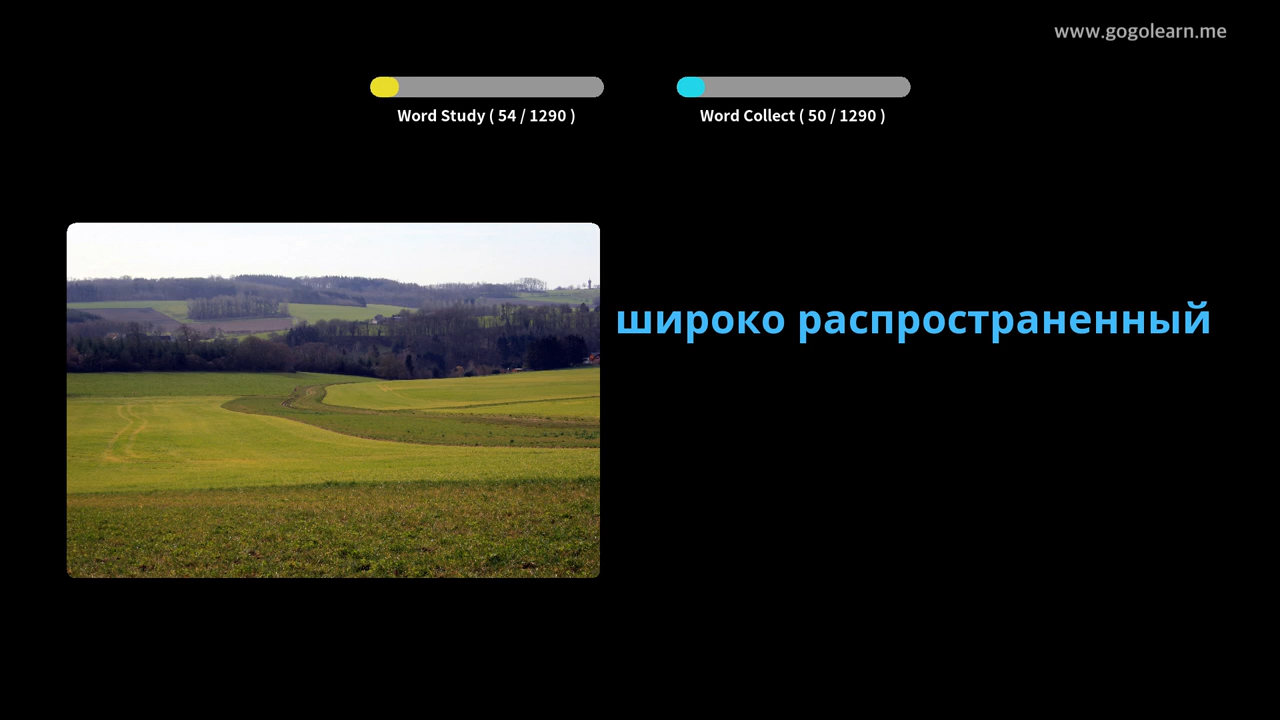 www.gogolearn.me
Word Study ( 54 / 1290 )
Word Collect ( 50 / 1290 )
широко распространенный